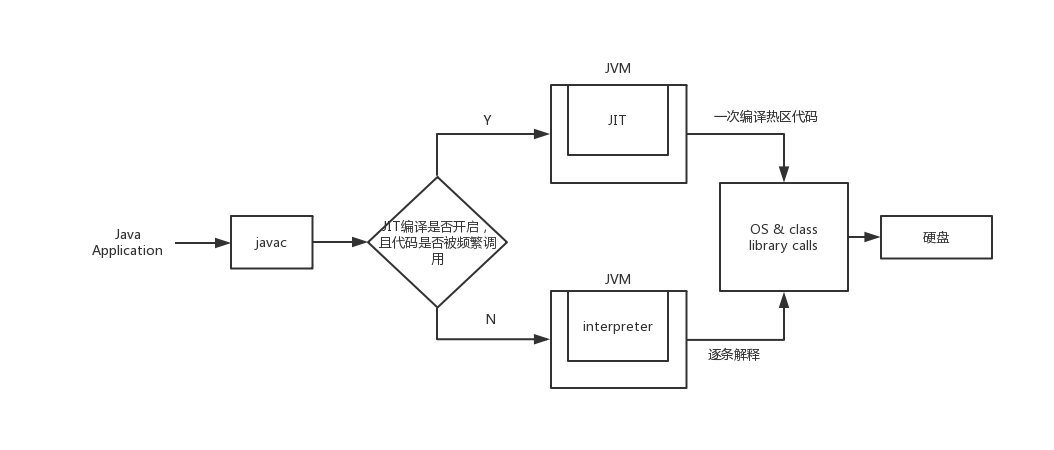 Java
Application
javac
JIT编译是否开启，
且代码是否被频繁调
用
Y
JVM
JIT
一次编译热区代码
N
JVM
interpreter
逐条解释
OS & class
library calls
硬盘